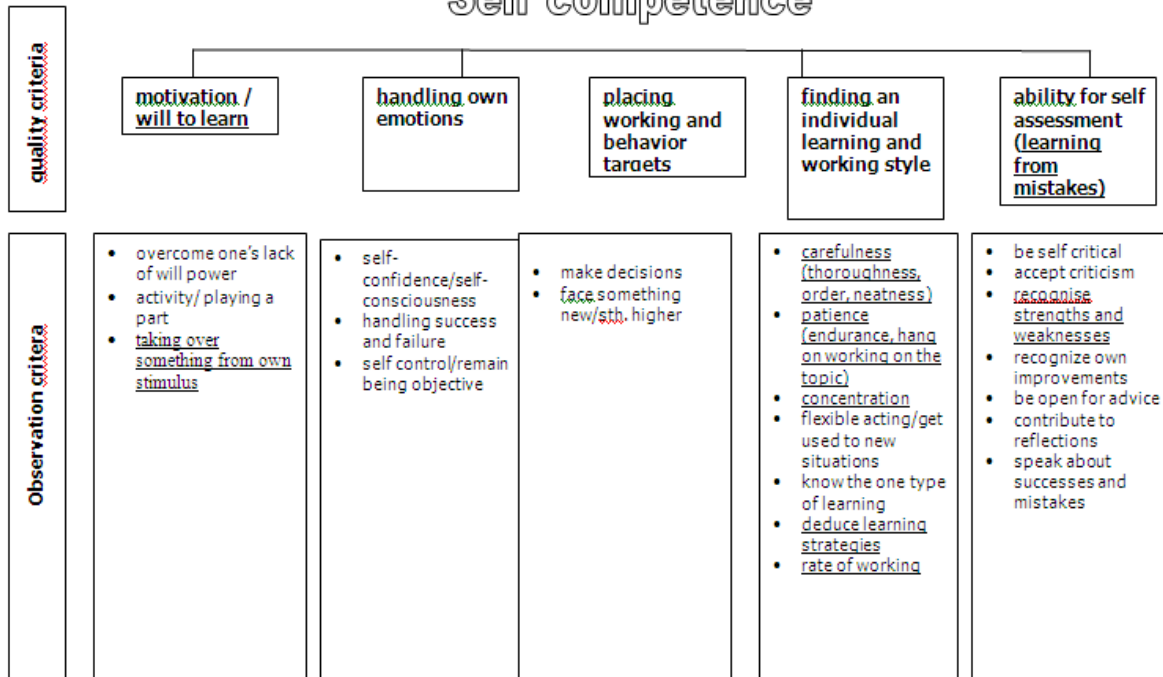 Self competence
quality criteria
motivation /
will to learn
handling own
emotions
placing
working and
behavior
targets
finding an
individual
learning and
working style
ability for self
assessment
(learning
from
mistakes)
Observation critera
• overcome one's lack
of will power
• activity/ playing a
part
• taking over
something from own
stimulus
• self-
confidence/self-
consciousness
• handling success
and failure
• self control/remain
being objective
• make decisions
• face something
new/sth. higher
• carefulness
(thoroughness,
order, neatness)
• patience
(endurance, hang
on working on the
topic)
• concentration
• flexible acting/get
used to new
situations
• know the one type
of learning
• deduce learning
strategies
• rate of working
• be self critical
• accept criticism
• recognise
strengths and
weaknesses
• recognize own
improvements
• be open for advice
• contribute to
reflections
• speak about
successes and
mistakes